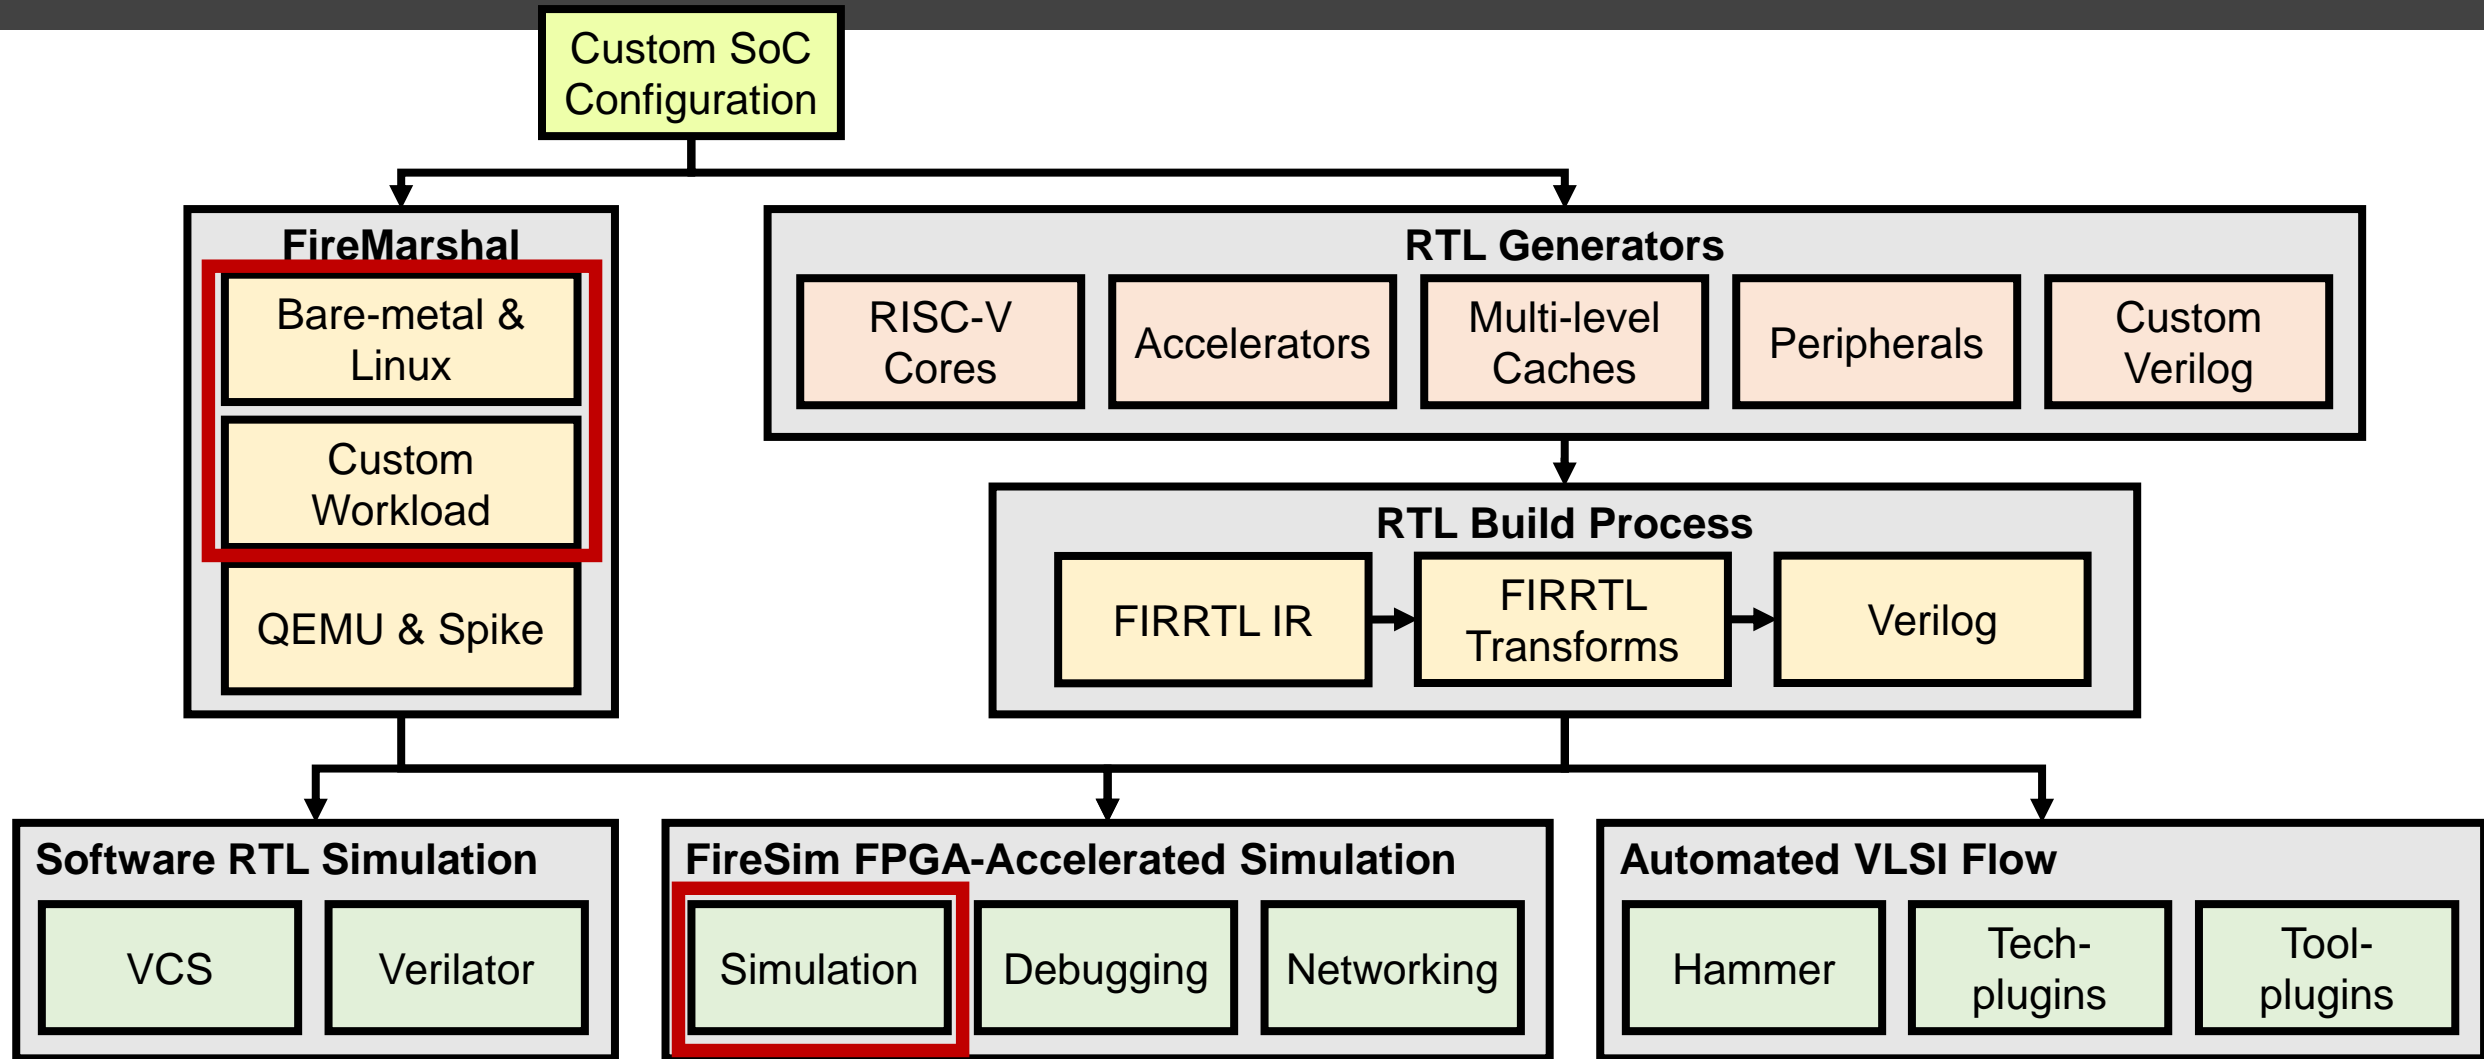 Custom SoC
Configuration
FireMarshal
Bare-metal &
Linux
Custom
Workload
QEMU & Spike
RTL Generators
RISC-V
Cores
Accelerators
Multi-level
Caches
Peripherals
Custom
Verilog
RTL Build Process
FIRRTL IR
FIRRTL
Transforms
Verilog
Software RTL Simulation
VCS
Verilator
FireSim FPGA-Accelerated Simulation
Simulation
Debugging
Networking
Automated VLSI Flow
Hammer
Tech-
plugins
Tool-
plugins